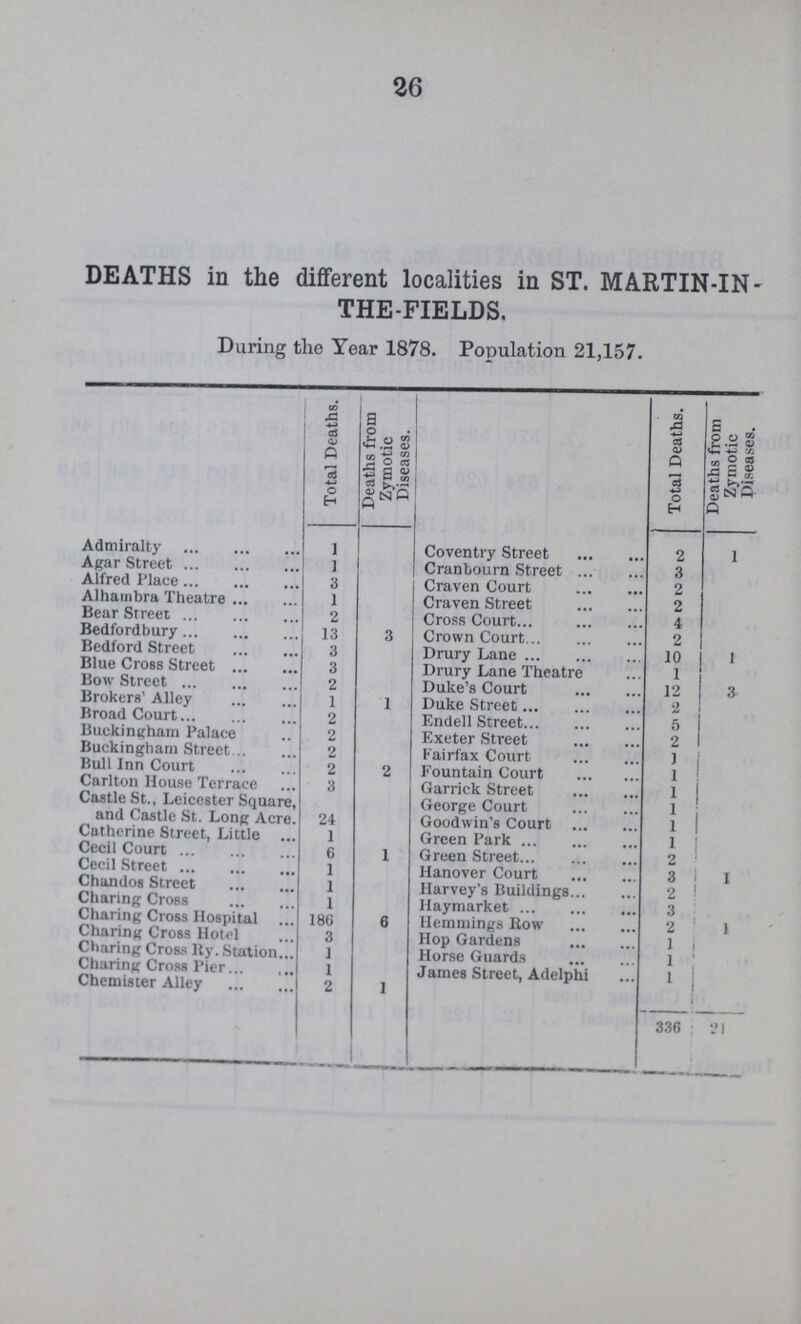 26
DEATHS in the different localities in ST. MARTIN-IN-
THE-FIELDS.
During the Year 1878. Population 21,157.
Total Deaths. Deaths from Zymotic Diseases. Total Deaths. Deaths from Zymotic Diseases.
Admiralty ... ... ... 1
Agar Street ... ... ... 1
Alfred Place ... ... ... 3
Alhambra Theatre ... ... 1
Bear Street ... ... ... 2
Bedfordbury ... ... ... 13 3
Bedford Street ... ... 3
Blue Cross Street ... ... 3
Bow Street ... ... ... 2
Brokers' Alley ... ... 1 1
Broad Court... ... ... 2
Buckingham Palace .. 2
Buckingham Street... ... 2
Bull Inn Court ... ... 2 2
Carlton House Terrace ... 3
Castle St., Leicester Square,
and Castle St. Long Acre. 24
Catherine Street, Little ... 1
Cecil Court ... ... ... 6 1
Cecil Street ... ... ... 1
Chandos Street ... ... 1
Charing Cross ... ... 1
Charing Cross Hospital ... 186 6
Charing Cross Hotel ... 3
Charing Cross Ry. Station... 1
Charing Cross Pier... ... 1
Chemister Alley ... ... 2 1
Coventry Street ... ... 2 1
Cranbourn Street ... ... 3
Craven Court ... ... 2
Craven Street ... ... 2
Cross Court... ... ... 4
Crown Court... ... ... 2
Drury Lane ... ... ... 10 1
Drury Lane Theatre .. 1
Duke's Court ... ... 12 3
Duke Street ... ... ... 2
Endell Street... ... ... 5
Exeter Street ... ... 2
Fairfax Court ... ... 1
Fountain Court ... ... 1
Garrick Street ... ... 1
George Court ... ... 1
Goodwin's Court ... ... 1
Green Park ... ... ... 1
Green Street... ... ... 2
Hanover Court ... ... 3 1
Harvey's Buildings... ... 2
Haymarket ... ... ... 3
Hemmings Row ... ... 2 1
Hop Gardens ... ... 1
Horse Guards ... ... 1
James Street, Adelphi ... 1
336 21